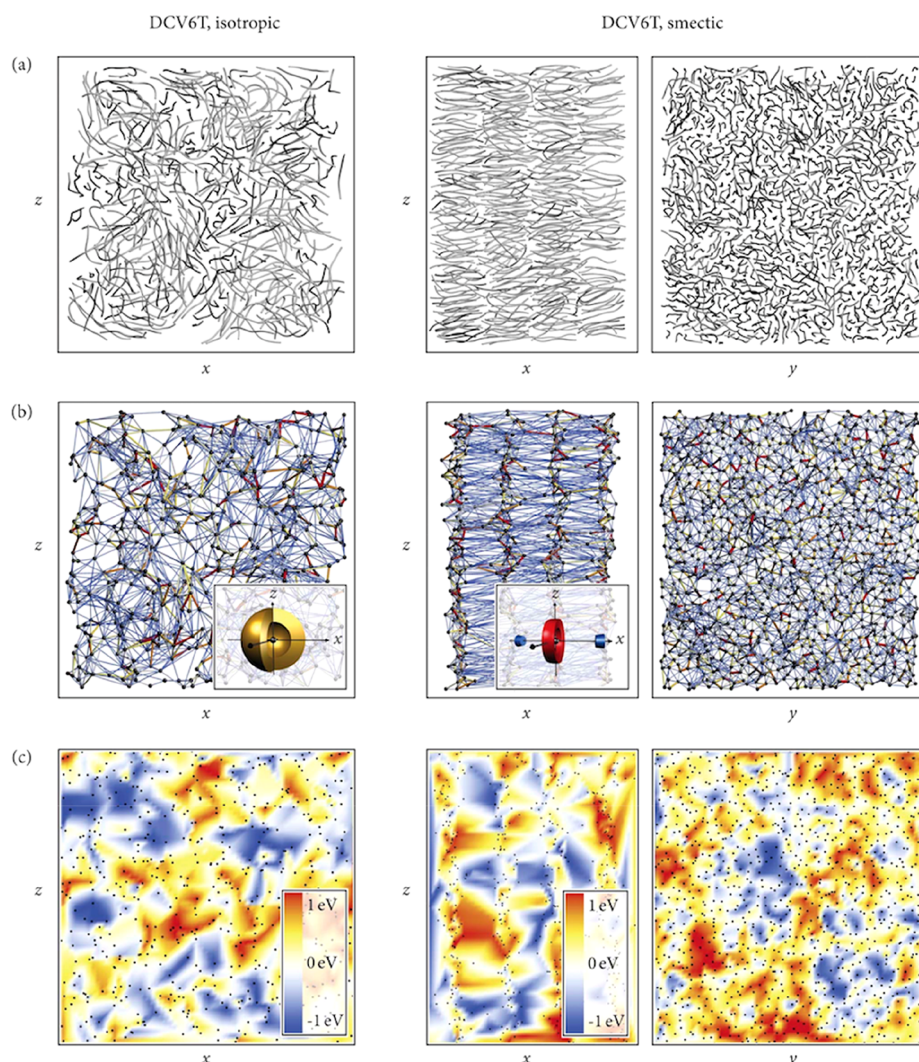 DCV6T, isotropic
DCV6T, smectic
(a)
z
z
x
x
y
(b)
z
z
z
x
z
x
x
x
y
(c)
z
z
1 eV
0 eV
-1 eV
1 eV
0 eV
-1 eV
x
x
y